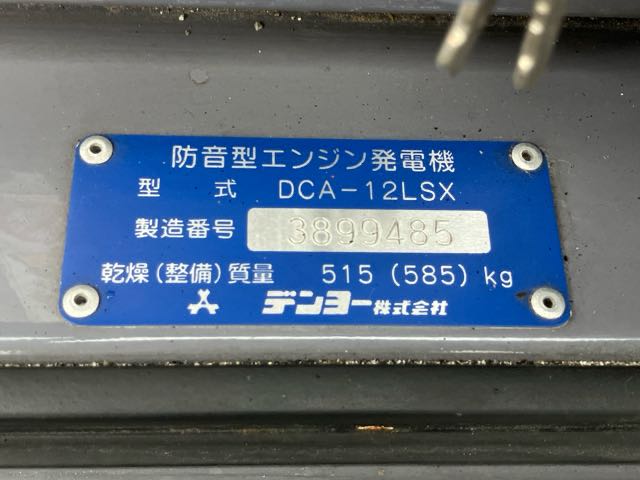 防音型エンジン発電機
型 式 DCA-12LSX
製造番号 3899485
乾燥(整備)質量 515 (585) kg
デンヨー株式会社